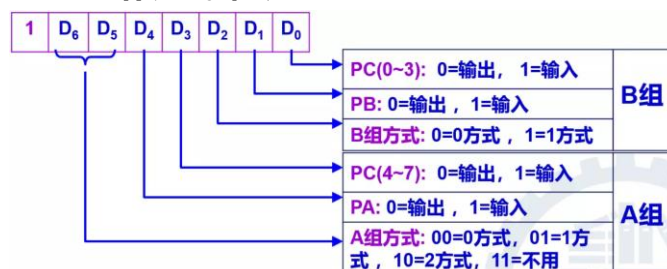 1 D6 D5 D4 D3 D2 D1 D0
PC(0~3): 0=输出， 1=输入
PB: 0=输出 ，1=输入
B组方式: 0=0方式 ，1=1方式
B组
PC(4~7): 0=输出， 1=输入
PA: 0=输出 ，1=输入
A组方式: 00=0方式，01=1方
式 ，10=2方式，11=不用
A组